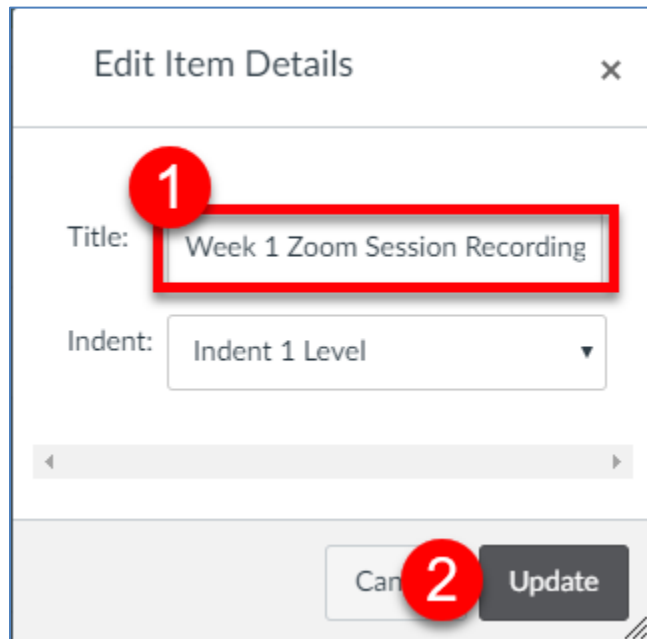 Edit Item Details ×
1
Title: Week 1 Zoom Session Recording
Indent: Indent 1 Level
Can 2 Update